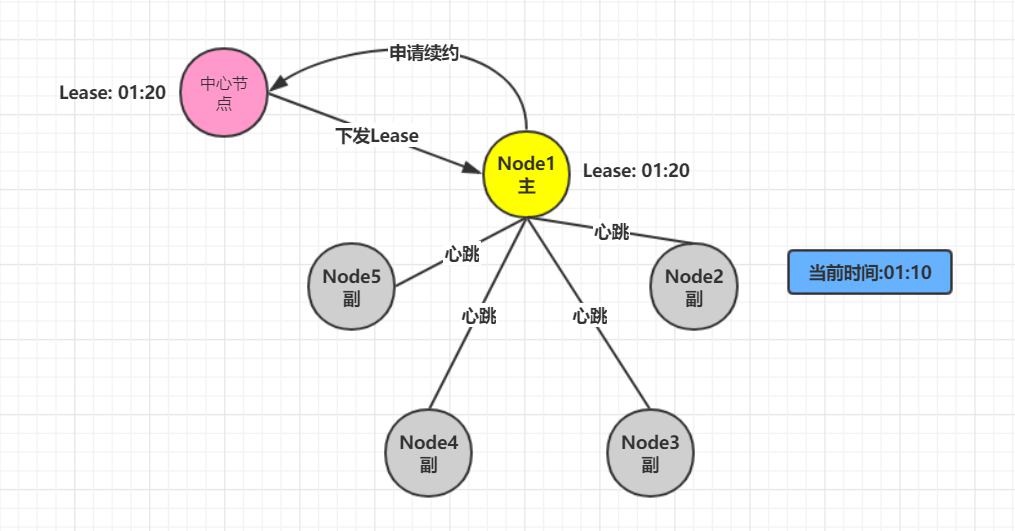 申请续约
中心节
点
Lease: 01:20
下发Lease
Node1
主
Lease: 01:20
心跳
心跳
Node5
副
Node2
副
当前时间:01:10
心跳
心跳
Node4
副
Node3
副